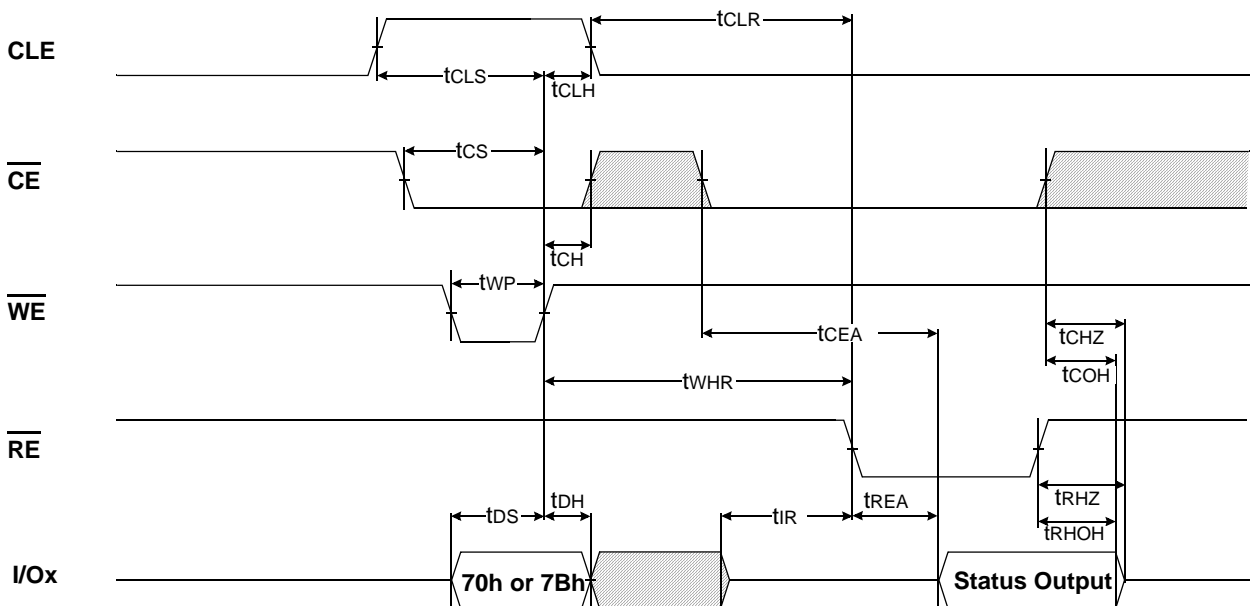 tCLR
CLE
tCLS
tCLH
tCS
CE
tCH
tWP
WE
tCEA
tCHZ
tCOH
tWHR
RE
tDH
tDS
tIR
tREA
tRHZ
tRHOH
I/Ox
70h or 7Bh
Status Output